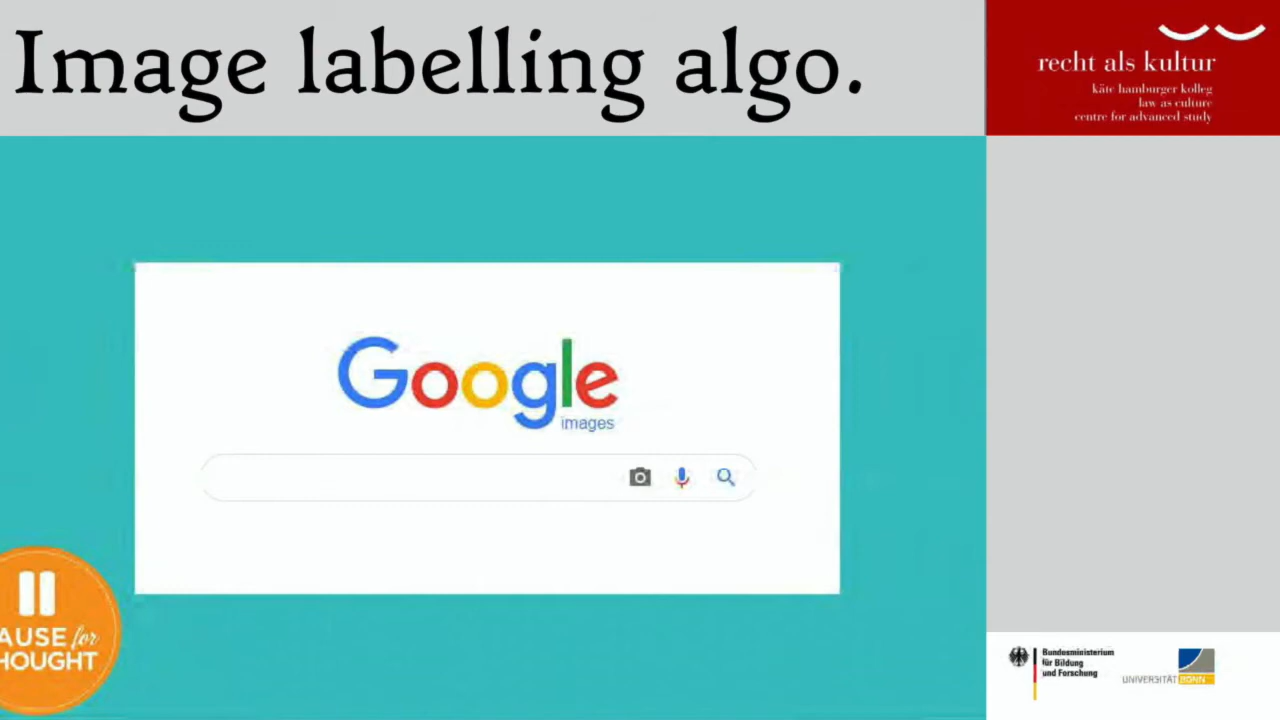 Image labelling algo.
recht als kultur
käte hamburger kolleg
law as culture
centre for advanced study
Google
images
AUSE for
HOUGHT
Bundesministerium
für Bildung
und Forschung
UNIVERSITÄT BONN